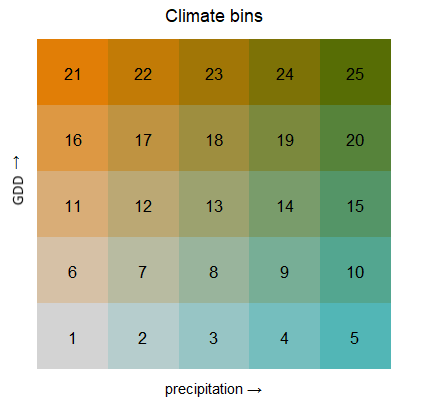 Climate bins
21 22 23 24 25
16 17 18 19 20
GDD →
11 12 13 14 15
6 7 8 9 10
1 2 3 4 5
precipitation →